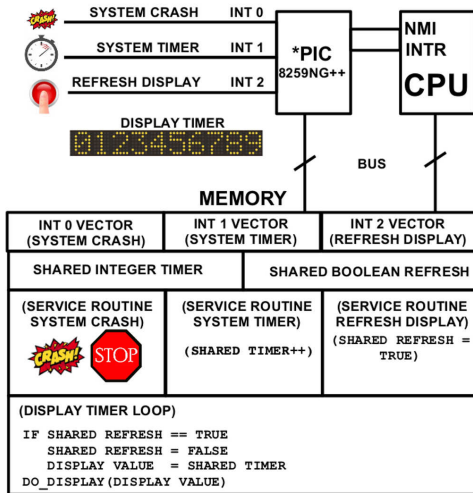 SYSTEM CRASH INT 0
SYSTEM TIMER INT 1
REFRESH DISPLAY INT 2
*PIC
8259NG++
NMI
INTR
CPU
DISPLAY TIMER
0123456789
BUS
MEMORY
INT 0 VECTOR
(SYSTEM CRASH)
INT 1 VECTOR
(SYSTEM TIMER)
INT 2 VECTOR
(REFRESH DISPLAY)
SHARED INTEGER TIMER
SHARED BOOLEAN REFRESH
(SERVICE ROUTINE
SYSTEM CRASH)
CRASH!
STOP
(SERVICE ROUTINE
SYSTEM TIMER)
(SHARED TIMER++)
(SERVICE ROUTINE
REFRESH DISPLAY)
(SHARED REFRESH =
TRUE)
(DISPLAY TIMER LOOP)
IF SHARED REFRESH == TRUE
SHARED REFRESH = FALSE
DISPLAY VALUE = SHARED TIMER
DO_DISPLAY(DISPLAY VALUE)